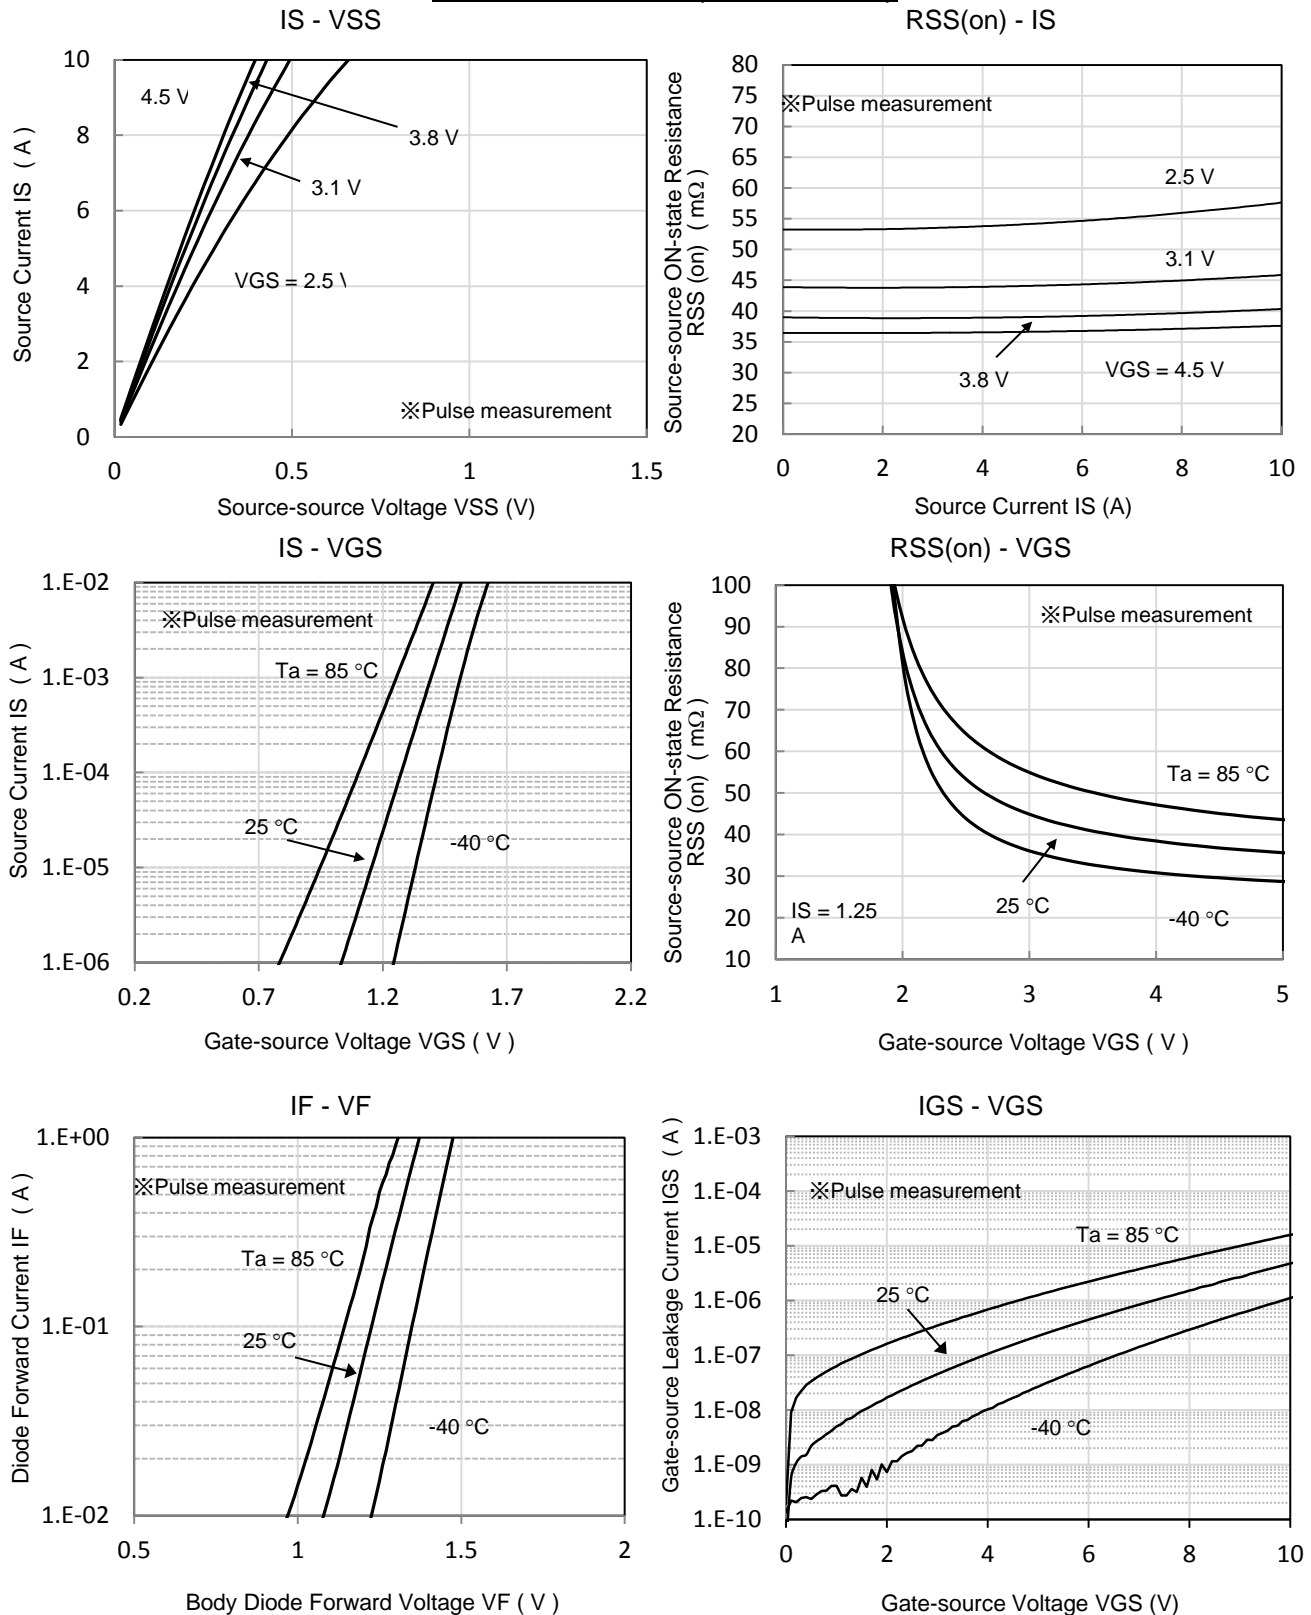 IS - VSS
10
8
6
4
2
0
0
0.5
1
1.5
4.5 V
3.8 V
3.1 V
VGS = 2.5 \
※Pulse measurement
Source Current IS ( A )
Source-source Voltage VSS (V)
RSS(on) - IS
80
75
70
65
60
55
50
45
40
35
30
25
20
0
2
4
6
8
10
※Pulse measurement
2.5 V
3.1 V
3.8 V
VGS = 4.5 V
Source-source ON-state Resistance
RSS (on) ( mΩ )
Source Current IS (A)
IS - VGS
1.E-02
1.E-03
1.E-04
1.E-05
1.E-06
0.2
0.7
1.2
1.7
2.2
※Pulse measurement
Ta = 85 °C
25 °C
-40 °C
Source Current IS ( A )
Gate-source Voltage VGS ( V )
RSS(on) - VGS
100
90
80
70
60
50
40
30
20
10
1
2
3
4
5
※Pulse measurement
Ta = 85 °C
25 °C
-40 °C
IS = 1.25
A
Source-source ON-state Resistance
RSS (on) ( mΩ )
Gate-source Voltage VGS ( V )
IF - VF
1.E+00
1.E-01
1.E-02
0.5
1
1.5
2
※Pulse measurement
Ta = 85 °C
25 °C
-40 °C
Diode Forward Current IF ( A )
Body Diode Forward Voltage VF ( V )
IGS - VGS
1.E-03
1.E-04
1.E-05
1.E-06
1.E-07
1.E-08
1.E-09
1.E-10
0
2
4
6
8
10
※Pulse measurement
Ta = 85 °C
25 °C
-40 °C
Gate-source Leakage Current IGS ( A )
Gate-source Voltage VGS (V)